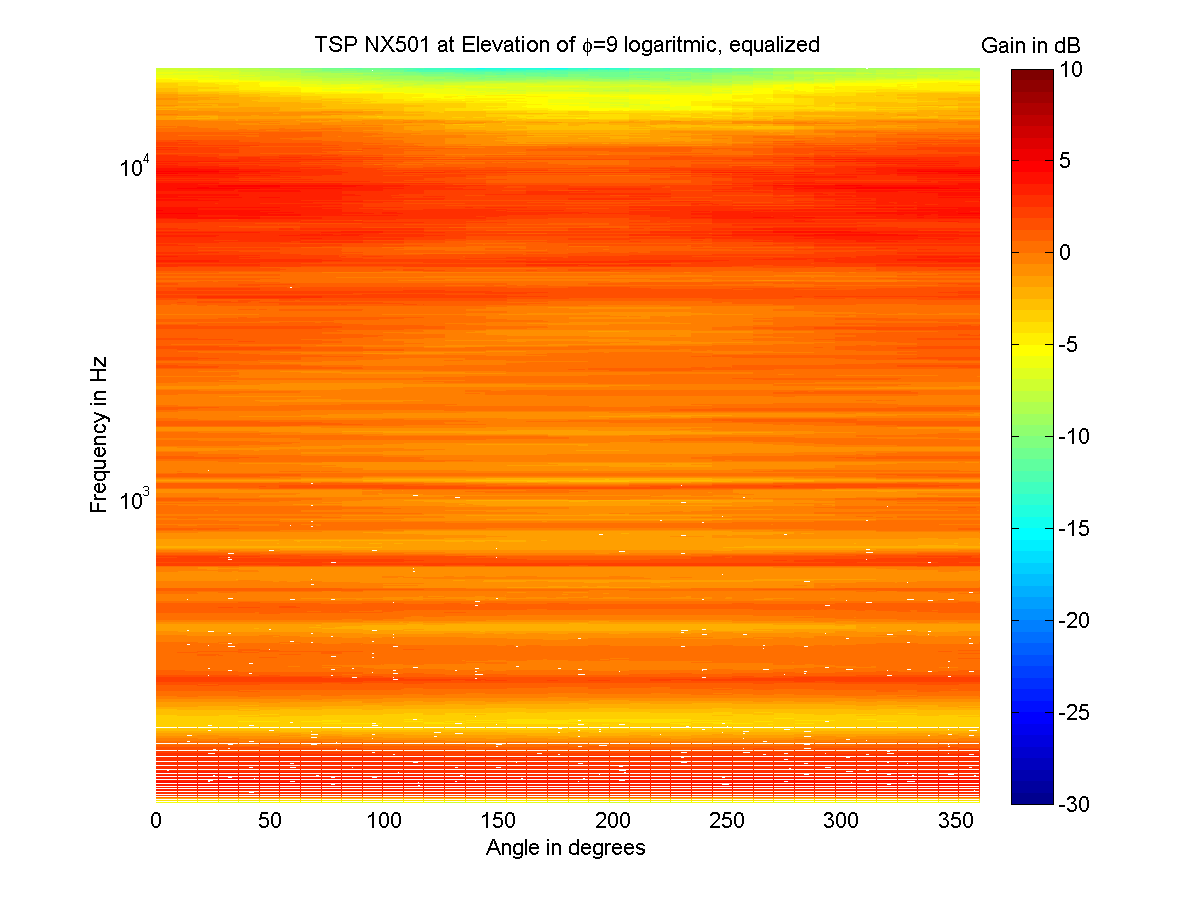 TSP NX501 at Elevation of ϕ=9 logaritmic, equalized
Gain in dB
10
5
0
-5
-10
-15
-20
-25
-30
Frequency in Hz
10^4
10^3
0 50 100 150 200 250 300 350
Angle in degrees